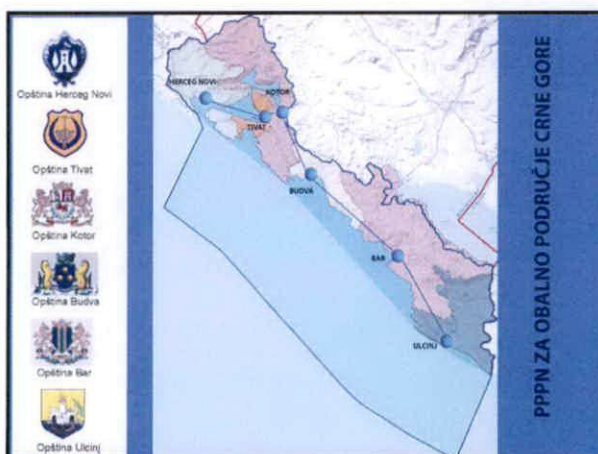 Opština Herceg Novi
Opština Tivat
Opština Kotor
Opština Budva
Opština Bar
Opština Ulcinj
HERCEG NOVI
KOTOR
TIVAT
BUDVA
BAR
ULCINJ
PPPN ZA OBALNO PODRUČJE CRNE GORE